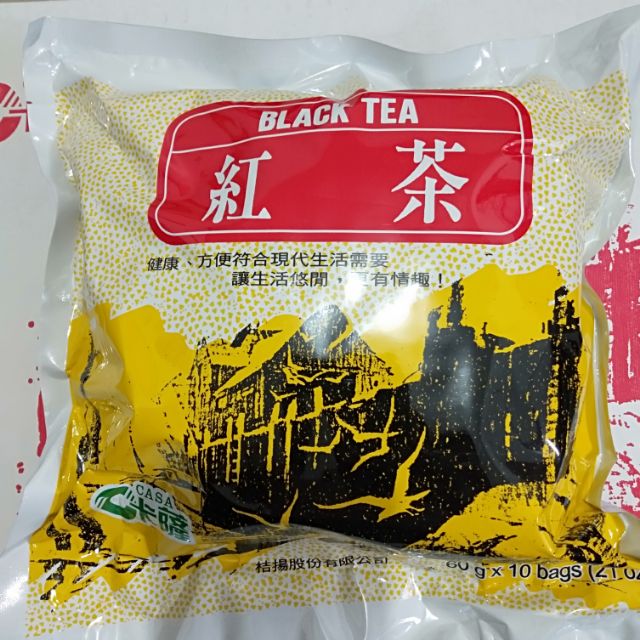 BLACK TEA
紅茶
健康、方便符合現代生活需要
讓生活悠閒,更有情趣!
CASA
卡薩
桔揚股份有限公司
60 g x 10 bags (21.0